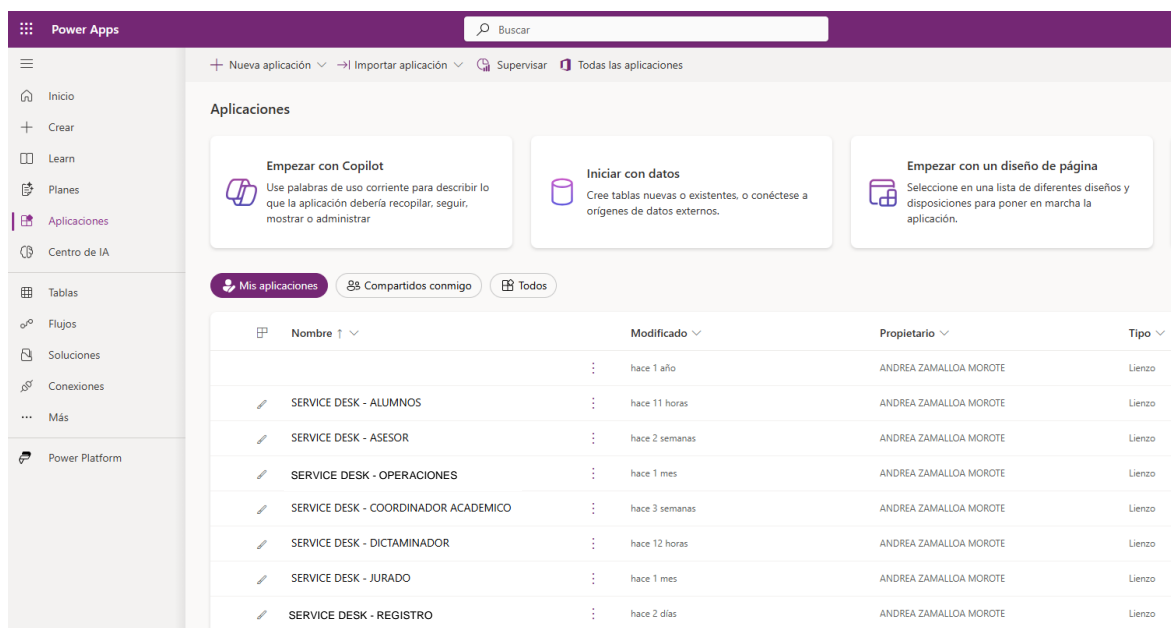 Power Apps
Buscar
Nueva aplicación
Importar aplicación
Supervisar
Todas las aplicaciones
Inicio
Crear
Learn
Planes
Aplicaciones
Centro de IA
Tablas
Flujos
Soluciones
Conexiones
Más
Power Platform
Aplicaciones
Empezar con Copilot
Use palabras de uso corriente para describir lo
que la aplicación debería recopilar, seguir,
mostrar o administrar
Iniciar con datos
Cree tablas nuevas o existentes, o conéctese a
orígenes de datos externos.
Empezar con un diseño de página
Seleccione en una lista de diferentes diseños y
disposiciones para poner en marcha la
aplicación.
Mis aplicaciones
Compartidos conmigo
Todos
Nombre Modificado Propietario Tipo
hace 1 año ANDREA ZAMALLOA MOROTE Lienzo
SERVICE DESK - ALUMNOS hace 11 horas ANDREA ZAMALLOA MOROTE Lienzo
SERVICE DESK - ASESOR hace 2 semanas ANDREA ZAMALLOA MOROTE Lienzo
SERVICE DESK - OPERACIONES hace 1 mes ANDREA ZAMALLOA MOROTE Lienzo
SERVICE DESK - COORDINADOR ACADEMICO hace 3 semanas ANDREA ZAMALLOA MOROTE Lienzo
SERVICE DESK - DICTAMINADOR hace 12 horas ANDREA ZAMALLOA MOROTE Lienzo
SERVICE DESK - JURADO hace 1 mes ANDREA ZAMALLOA MOROTE Lienzo
SERVICE DESK - REGISTRO hace 2 días ANDREA ZAMALLOA MOROTE Lienzo